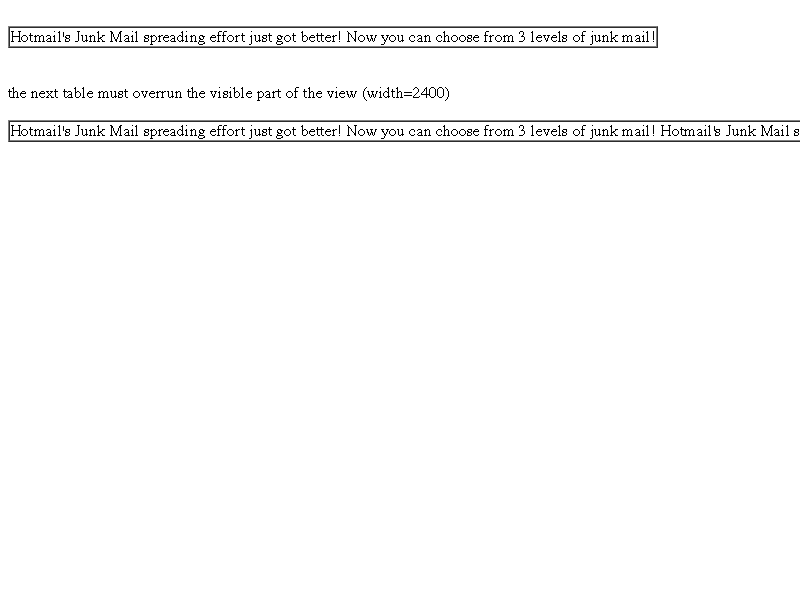 Hotmail's Junk Mail spreading effort just got better! Now you can choose from 3 levels of junk mail!
the next table must overrun the visible part of the view (width=2400)
Hotmail's Junk Mail spreading effort just got better! Now you can choose from 3 levels of junk mail! Hotmail's Junk Mail s